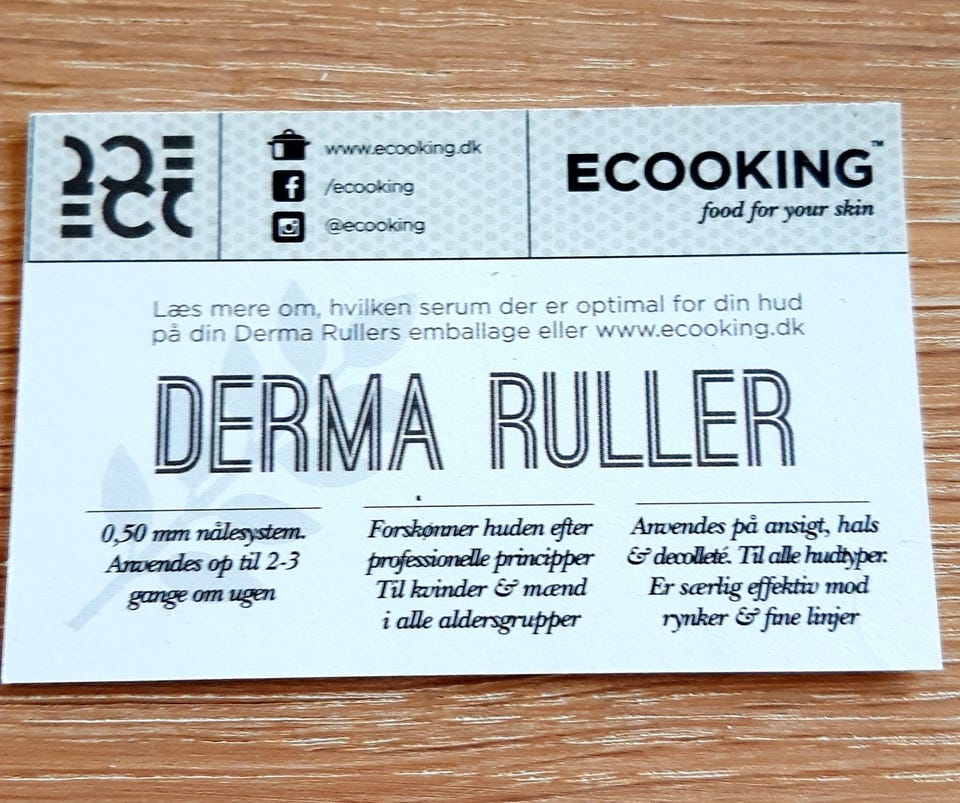 www.ecooking.dk
/ecooking
@ecooking
ECOOKING™
food for your skin
Læs mere om, hvilken serum der er optimal for din hud
på din Derma Rullers emballage eller www.ecooking.dk
DERMA RULLER
0,50 mm nålesystem.
Anvendes op til 2-3
gange om ugen
Forskønner huden efter
professionelle principper
Til kvinder & mænd
i alle aldersgrupper
Anvendes på ansigt, hals
& decolleté. Til alle hudtyper.
Er særlig effektiv mod
rynker & fine linjer